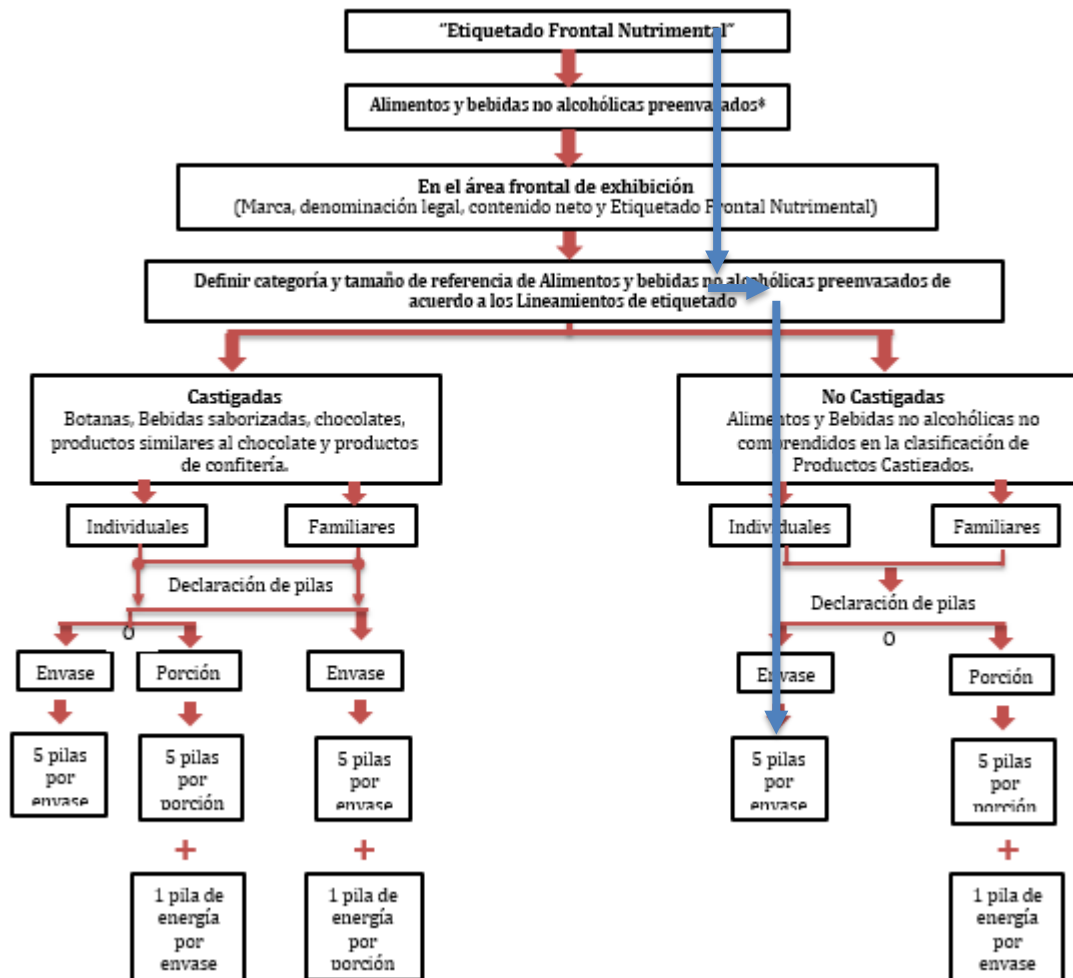 “Etiquetado Frontal Nutrimental”
Alimentos y bebidas no alcohólicas preenvasados*
En el área frontal de exhibición
(Marca, denominación legal, contenido neto y Etiquetado Frontal Nutrimental)
Definir categoría y tamaño de referencia de Alimentos y bebidas no alcohólicas preenvasados de
acuerdo a los Lineamientos de etiquetado
Castigadas
Botanas, Bebidas saborizadas, chocolates,
productos similares al chocolate y productos
de confitería.
No Castigadas
Alimentos y Bebidas no alcohólicas no
comprendidos en la clasificación de
Productos Castigados.
Individuales
Familiares
Individuales
Familiares
Declaración de pilas
Declaración de pilas
O
O
Envase
Porción
Envase
Envase
Porción
5 pilas
por
envase
5 pilas
por
porción
5 pilas
por
envase
5 pilas
por
envase
5 pilas
por
porción
+
+
+
1 pila de
energía
por
envase
1 pila de
energía
por
porción
1 pila de
energía
por
envase